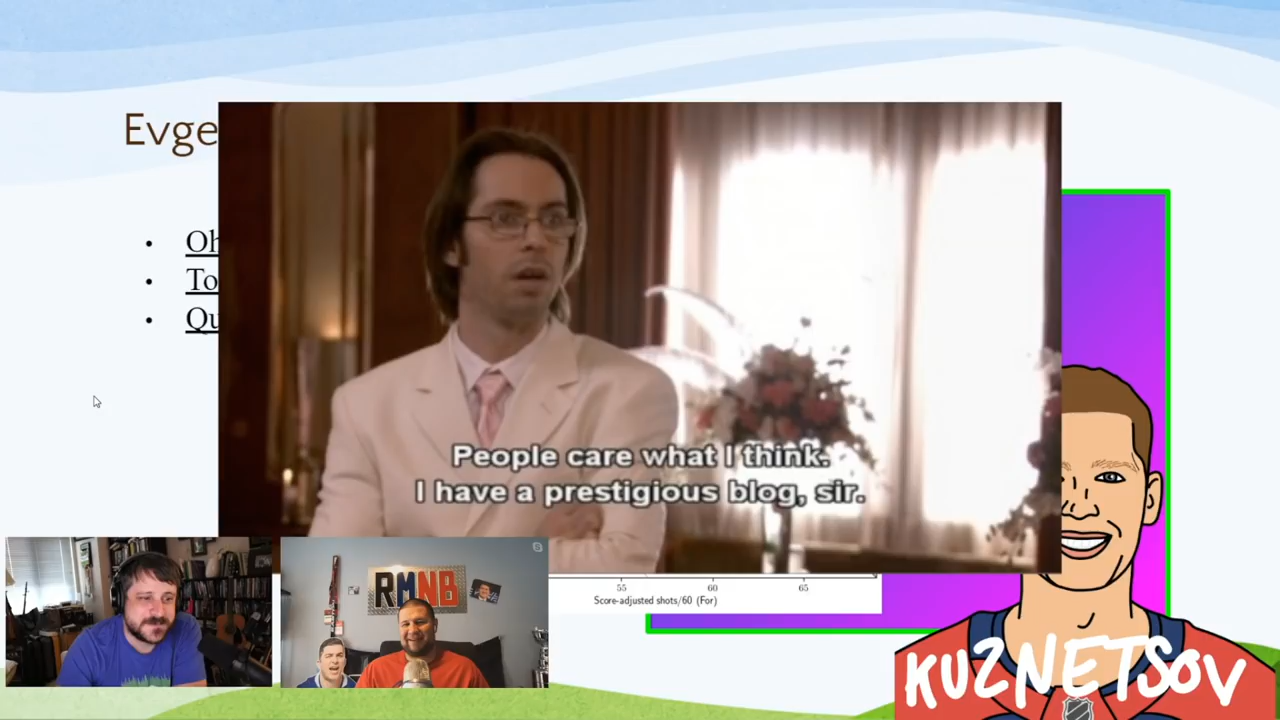 Evge
Oh
To
Qu
People care what I think.
I have a prestigious blog, sir.
RMNB
55 60 65
Score-adjusted shots/60 (For)
KUZNETSOV